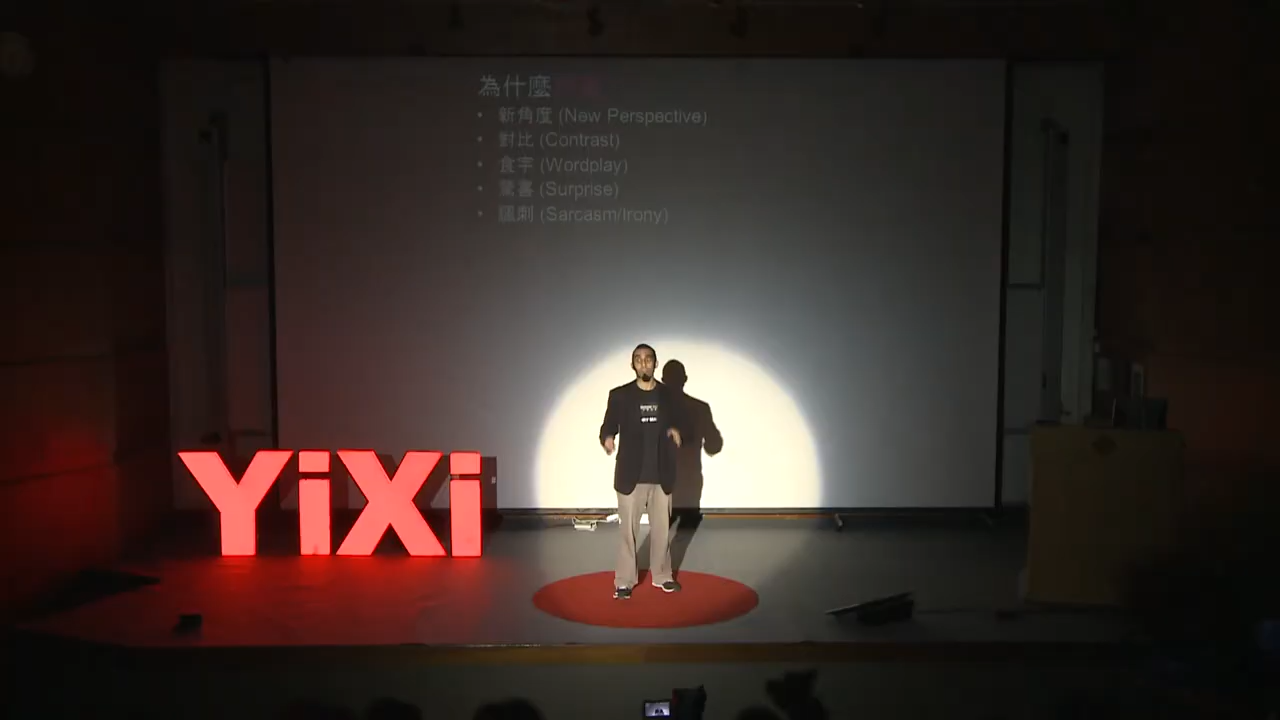 為什麼
• 新角度 (New Perspective)
• 對比 (Contrast)
• 食字 (Wordplay)
• 驚喜 (Surprise)
• 諷刺 (Sarcasm/Irony)
YiXi